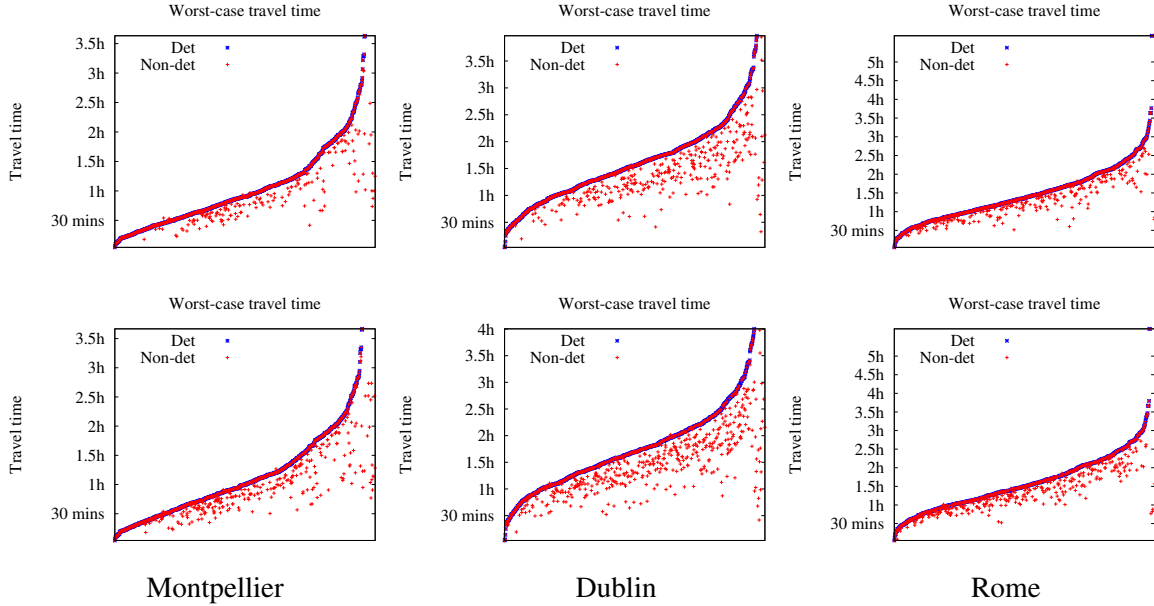 Worst-case travel time
Travel time
3.5h
3h
2.5h
2h
1.5h
1h
30 mins
Det
Non-det
Worst-case travel time
Travel time
3.5h
3h
2.5h
2h
1.5h
1h
30 mins
Det
Non-det
Worst-case travel time
Travel time
5h
4.5h
4h
3.5h
3h
2.5h
2h
1.5h
1h
30 mins
Det
Non-det
Worst-case travel time
Travel time
3.5h
3h
2.5h
2h
1.5h
1h
30 mins
Det
Non-det
Worst-case travel time
Travel time
4h
3.5h
3h
2.5h
2h
1.5h
1h
30 mins
Det
Non-det
Worst-case travel time
Travel time
5h
4.5h
4h
3.5h
3h
2.5h
2h
1.5h
1h
30 mins
Det
Non-det
Montpellier
Dublin
Rome